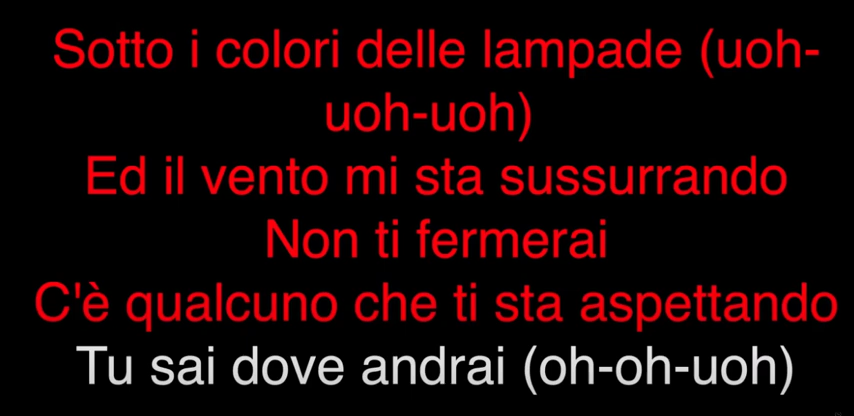 Sotto i colori delle lampade (uoh-
uoh-uoh)
Ed il vento mi sta sussurrando
Non ti fermerai
C'è qualcuno che ti sta aspettando
Tu sai dove andrai (oh-oh-uoh)